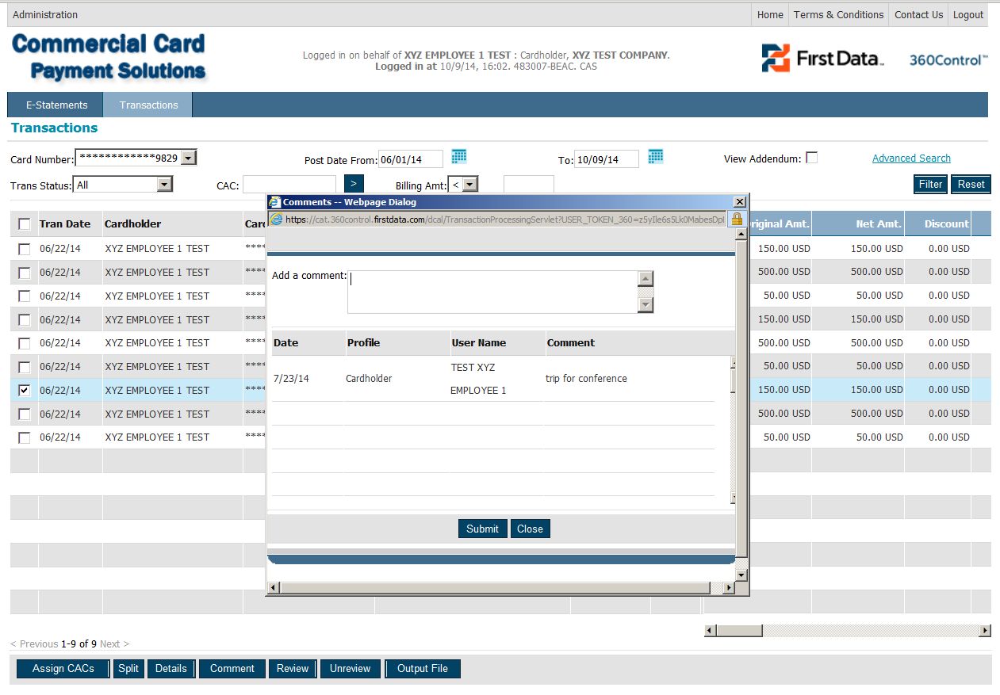 Administration
Home Terms & Conditions Contact Us Logout
Commercial Card
Payment Solutions
Logged in on behalf of XYZ EMPLOYEE 1 TEST : Cardholder, XYZ TEST COMPANY.
Logged in at 10/9/14, 16:02. 483007-BEAC. CAS
First Data™
360Control™
E-Statements Transactions
Transactions
Card Number: ************9829 Post Date From: 06/01/14 To: 10/09/14 View Addendum: Advanced Search
Trans Status: All CAC: > Billing Amt: < Filter Reset
Comments -- Webpage Dialog
https://cat.360control.firstdata.com/dcal/TransactionProcessingServlet?USER_TOKEN_360=
Tran Date Cardholder Card riginal Amt. Net Amt. Discount
06/22/14 XYZ EMPLOYEE 1 TEST **** 150.00 USD 150.00 USD 0.00 USD
06/22/14 XYZ EMPLOYEE 1 TEST **** 500.00 USD 500.00 USD 0.00 USD
06/22/14 XYZ EMPLOYEE 1 TEST **** 50.00 USD 50.00 USD 0.00 USD
06/22/14 XYZ EMPLOYEE 1 TEST **** 150.00 USD 150.00 USD 0.00 USD
06/22/14 XYZ EMPLOYEE 1 TEST **** 500.00 USD 500.00 USD 0.00 USD
06/22/14 XYZ EMPLOYEE 1 TEST **** 50.00 USD 50.00 USD 0.00 USD
06/22/14 XYZ EMPLOYEE 1 TEST **** 150.00 USD 150.00 USD 0.00 USD
06/22/14 XYZ EMPLOYEE 1 TEST **** 500.00 USD 500.00 USD 0.00 USD
06/22/14 XYZ EMPLOYEE 1 TEST **** 50.00 USD 50.00 USD 0.00 USD
Add a comment:
Date Profile User Name Comment
TEST XYZ
7/23/14 Cardholder trip for conference
EMPLOYEE 1
Submit Close
< Previous 1-9 of 9 Next >
Assign CACs Split Details Comment Review Unreview Output File